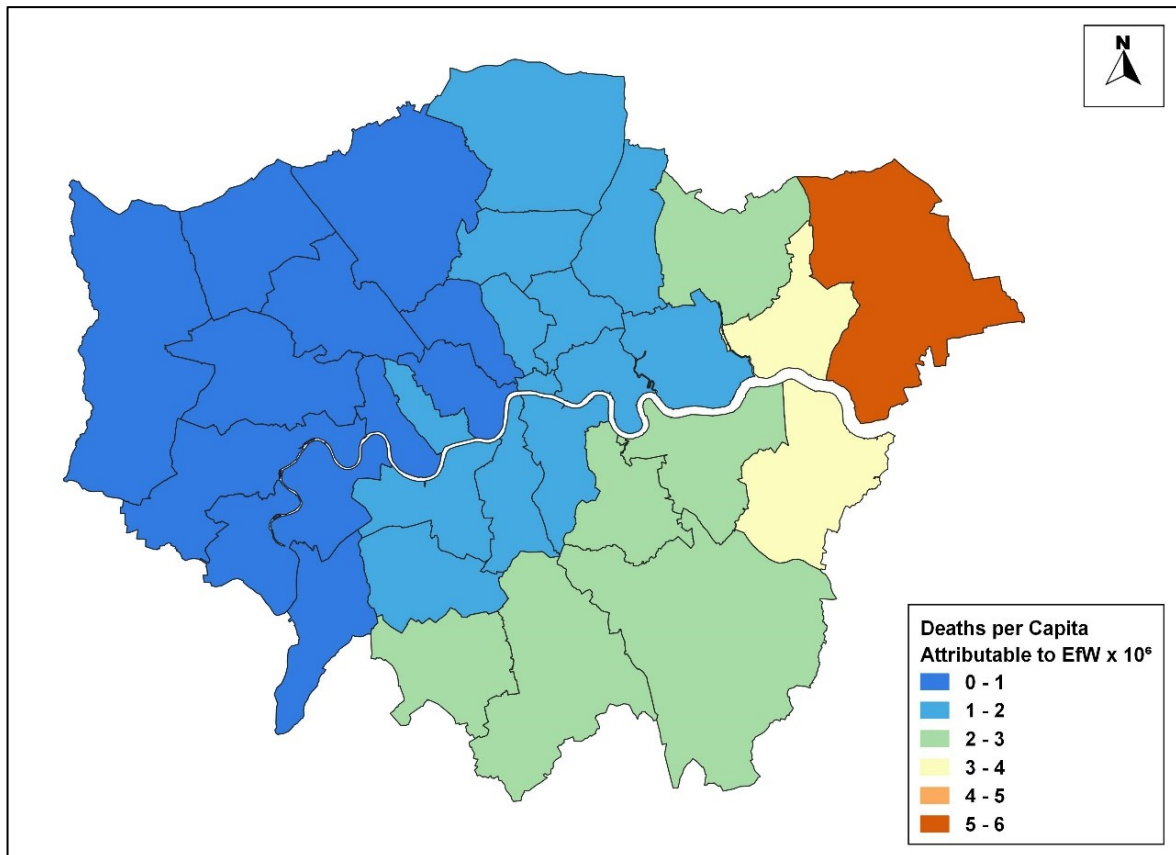 N
Deaths per Capita
Attributable to EfW x 10⁶
0 - 1
1 - 2
2 - 3
3 - 4
4 - 5
5 - 6